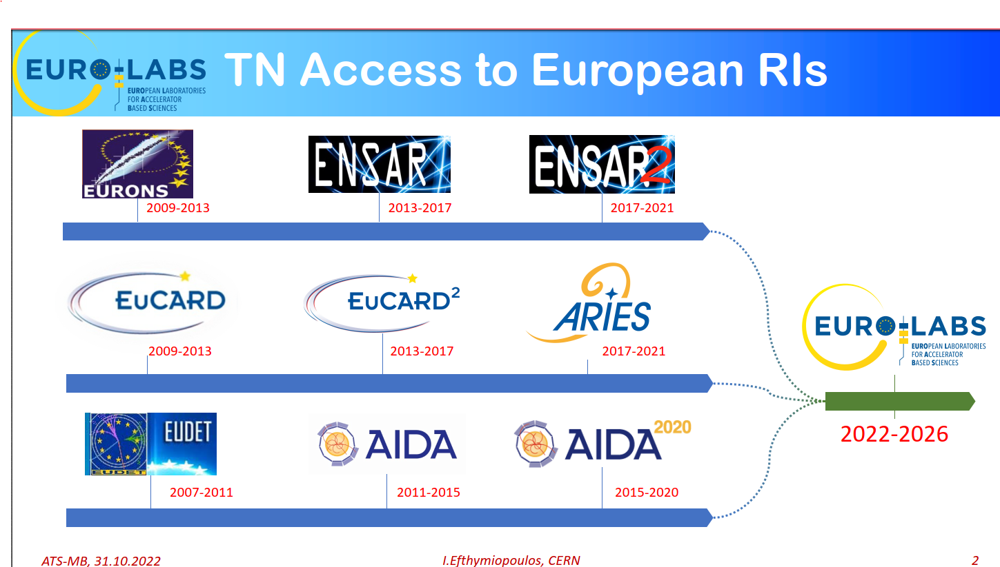 EURO-LABS
EUROPEAN LABORATORIES
FOR ACCELERATOR
BASED SCIENCES
TN Access to European RIs
EURONS
ENSAR
ENSAR2
2009-2013
2013-2017
2017-2021
EuCARD
EuCARD²
ARIES
2009-2013
2013-2017
2017-2021
EURO-LABS
EUROPEAN LABORATORIES
FOR ACCELERATOR
BASED SCIENCES
EUDET
EUDET
AIDA
AIDA2020
2007-2011
2011-2015
2015-2020
2022-2026
ATS-MB, 31.10.2022
I.Efthymiopoulos, CERN
2